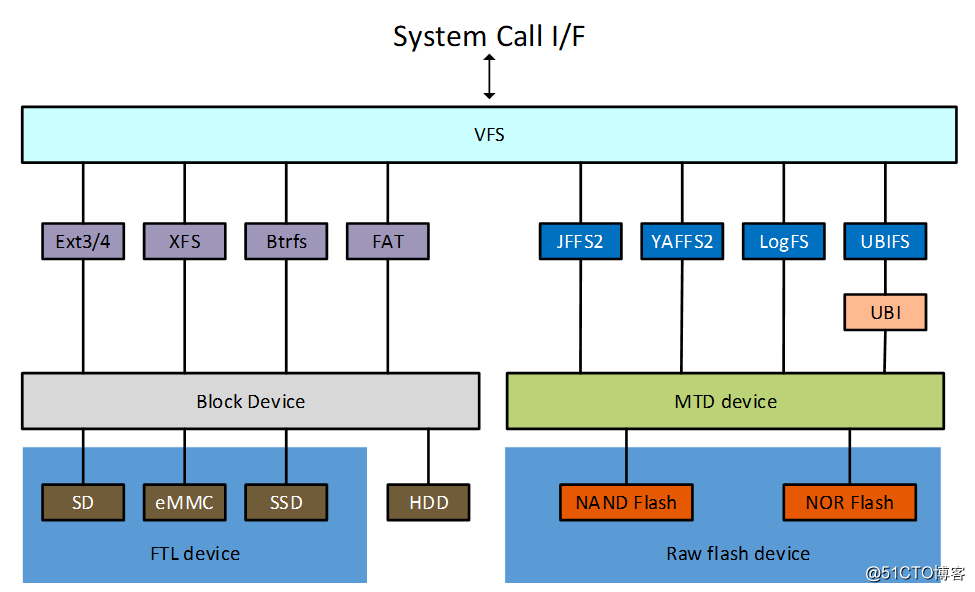 System Call I/F
VFS
Ext3/4 XFS Btrfs FAT JFFS2 YAFFS2 LogFS UBIFS
UBI
Block Device MTD device
SD eMMC SSD HDD NAND Flash NOR Flash
FTL device Raw flash device
@51CTO博客